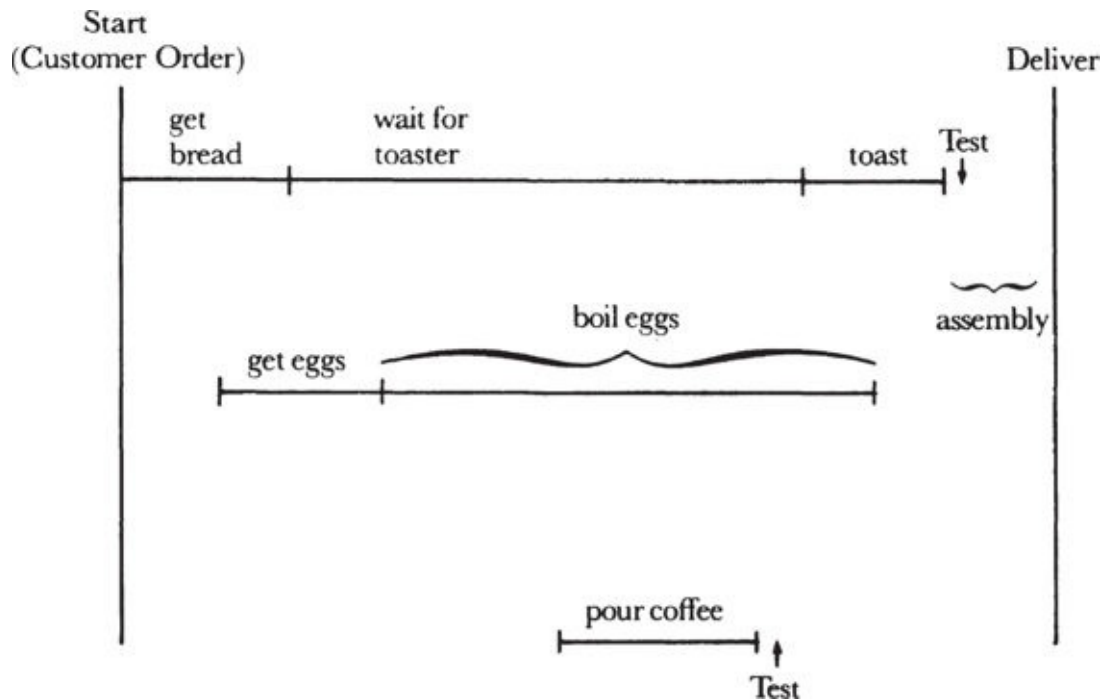 Start
(Customer Order)
Deliver
get
bread
wait for
toaster
toast
Test
assembly
boil eggs
get eggs
pour coffee
Test